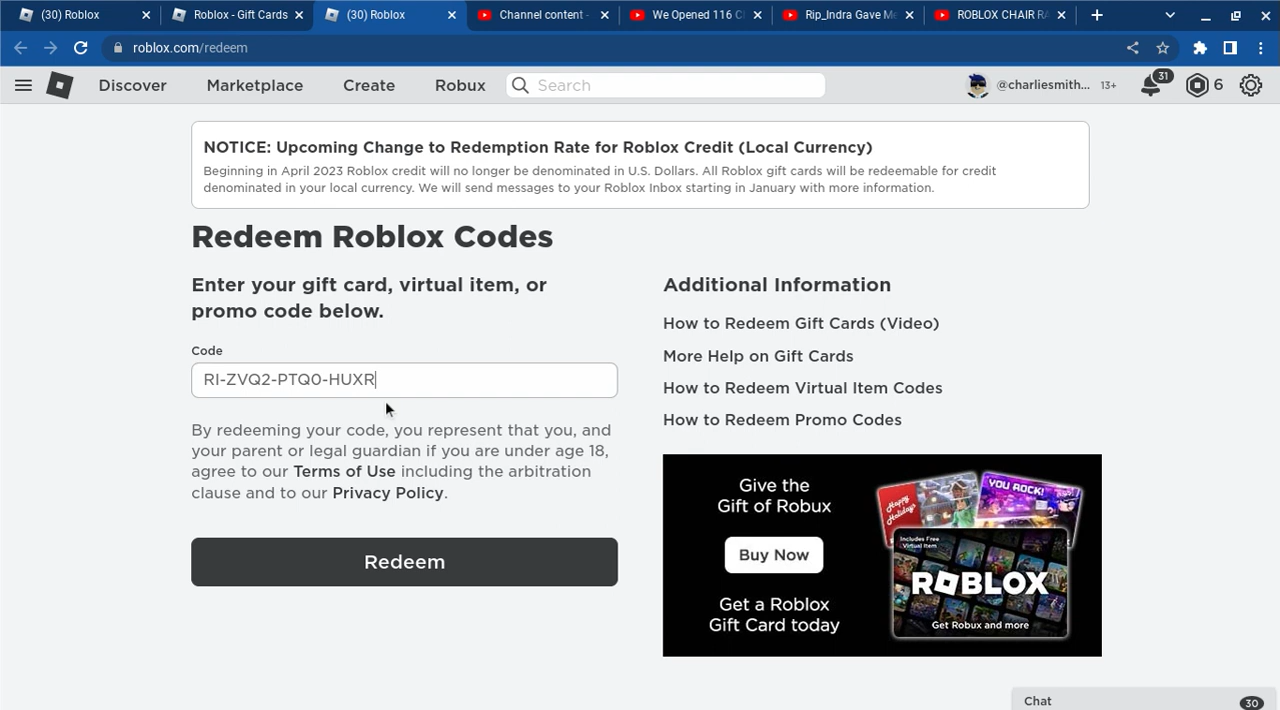 (30) Roblox
Roblox - Gift Cards
(30) Roblox
Channel content -
We Opened 116 C
Rip_Indra Gave M
ROBLOX CHAIR RA
roblox.com/redeem
Discover
Marketplace
Create
Robux
Search
@charliesmith...
13+
31
6
NOTICE: Upcoming Change to Redemption Rate for Roblox Credit (Local Currency)
Beginning in April 2023 Roblox credit will no longer be denominated in U.S. Dollars. All Roblox gift cards will be redeemable for credit
denominated in your local currency. We will send messages to your Roblox Inbox starting in January with more information.
Redeem Roblox Codes
Enter your gift card, virtual item, or
promo code below.
Code
RI-ZVQ2-PTQ0-HUXR
By redeeming your code, you represent that you, and
your parent or legal guardian if you are under age 18,
agree to our Terms of Use including the arbitration
clause and to our Privacy Policy.
Redeem
Additional Information
How to Redeem Gift Cards (Video)
More Help on Gift Cards
How to Redeem Virtual Item Codes
How to Redeem Promo Codes
Give the
Gift of Robux
Buy Now
Get a Roblox
Gift Card today
Happy
Holidays
YOU ROCK!
Includes Free
Virtual Item
ROBLOX
Get Robux and more
Chat
30